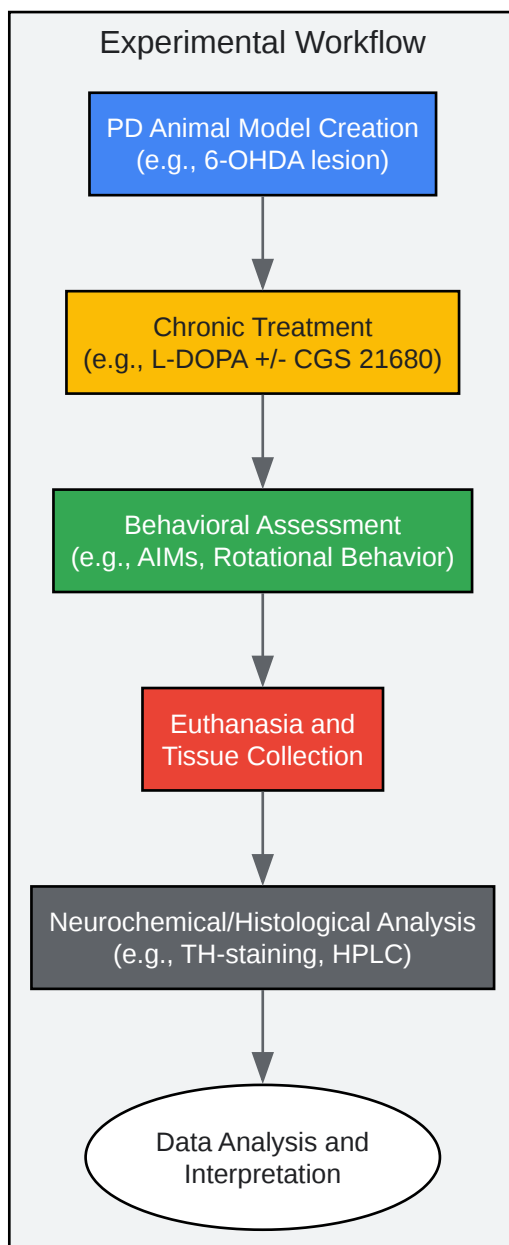 Experimental Workflow
PD Animal Model Creation
(e.g., 6-OHDA lesion)
Chronic Treatment
(e.g., L-DOPA +/- CGS 21680)
Behavioral Assessment
(e.g., AIMs, Rotational Behavior)
Euthanasia and
Tissue Collection
Neurochemical/Histological Analysis
(e.g., TH-staining, HPLC)
Data Analysis and
Interpretation